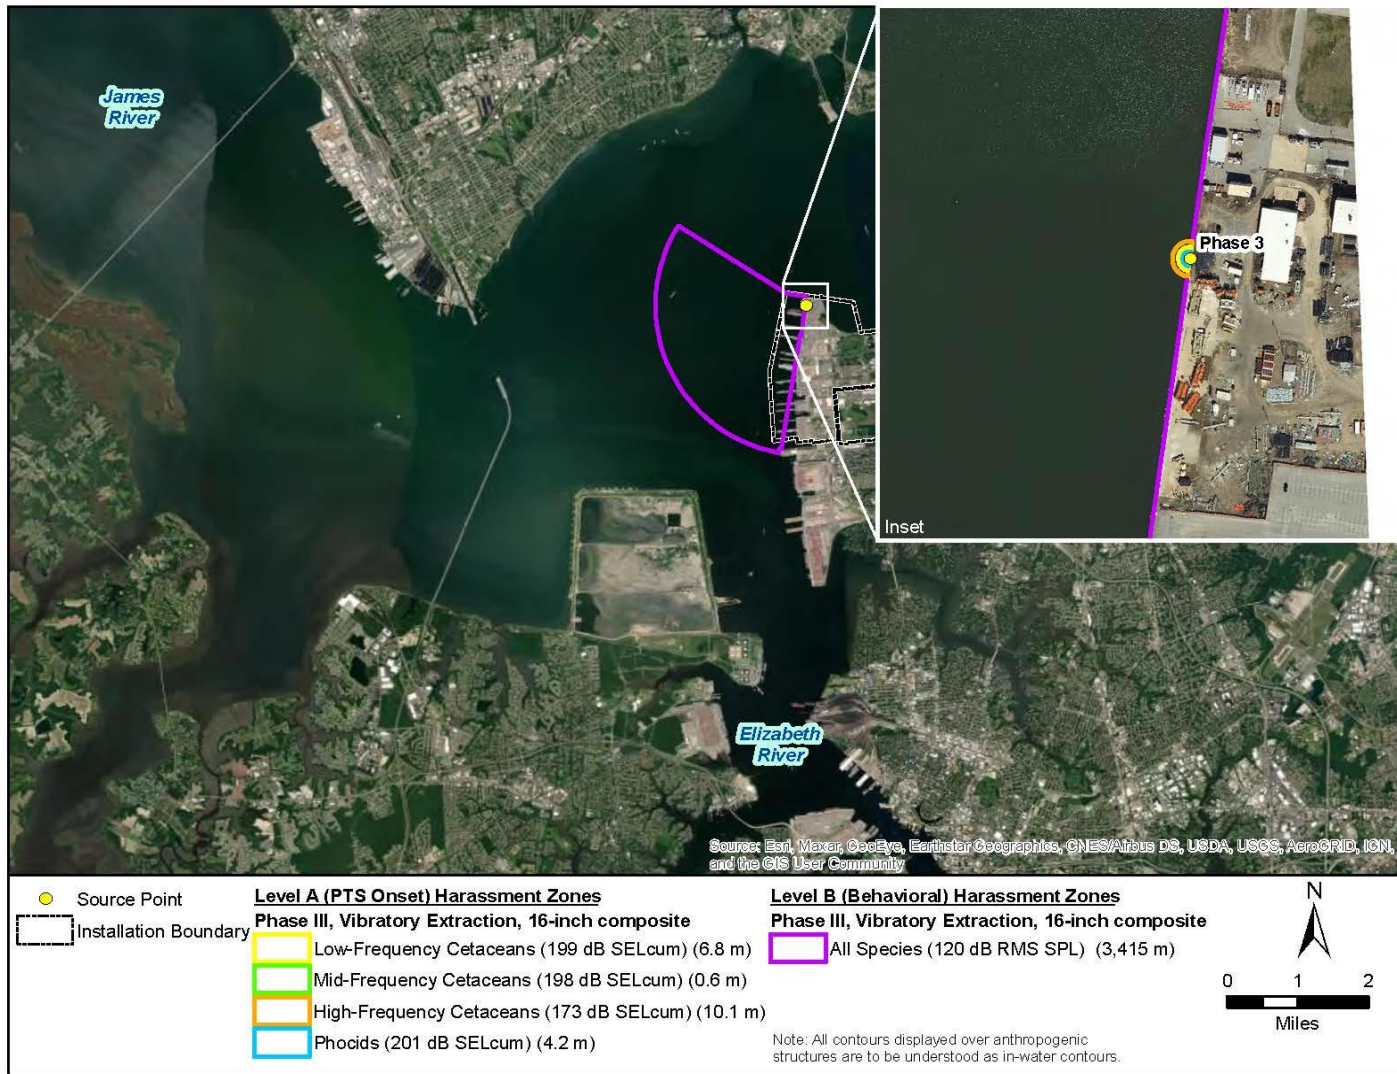 James
River
Phase 3
Inset
Elizabeth
River
Source: Esri, Maxar, GeoEye, Earthstar Geographics, CNES/Airbus DS, USDA, USGS, AeroGRID, IGN,
and the GIS User Community
Source Point
Installation Boundary
Level A (PTS Onset) Harassment Zones
Phase III, Vibratory Extraction, 16-inch composite
Low-Frequency Cetaceans (199 dB SELcum) (6.8 m)
Mid-Frequency Cetaceans (198 dB SELcum) (0.6 m)
High-Frequency Cetaceans (173 dB SELcum) (10.1 m)
Phocids (201 dB SELcum) (4.2 m)
Level B (Behavioral) Harassment Zones
Phase III, Vibratory Extraction, 16-inch composite
All Species (120 dB RMS SPL) (3,415 m)
Note: All contours displayed over anthropogenic
structures are to be understood as in-water contours.
N
0 1 2
Miles